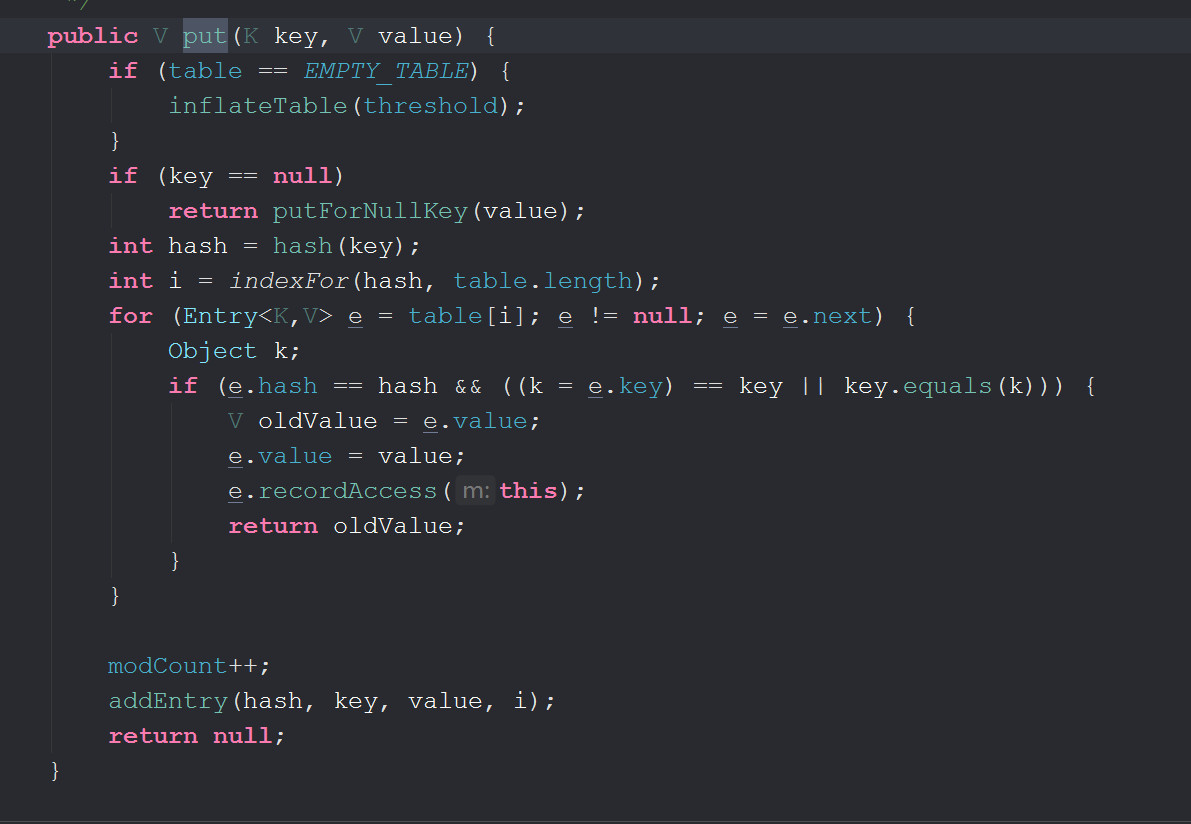 */
public V put(K key, V value) {
    if (table == EMPTY_TABLE) {
        inflateTable(threshold);
    }
    if (key == null)
        return putForNullKey(value);
    int hash = hash(key);
    int i = indexFor(hash, table.length);
    for (Entry<K,V> e = table[i]; e != null; e = e.next) {
        Object k;
        if (e.hash == hash && ((k = e.key) == key || key.equals(k))) {
            V oldValue = e.value;
            e.value = value;
            e.recordAccess( m: this);
            return oldValue;
        }
    }

    modCount++;
    addEntry(hash, key, value, i);
    return null;
}